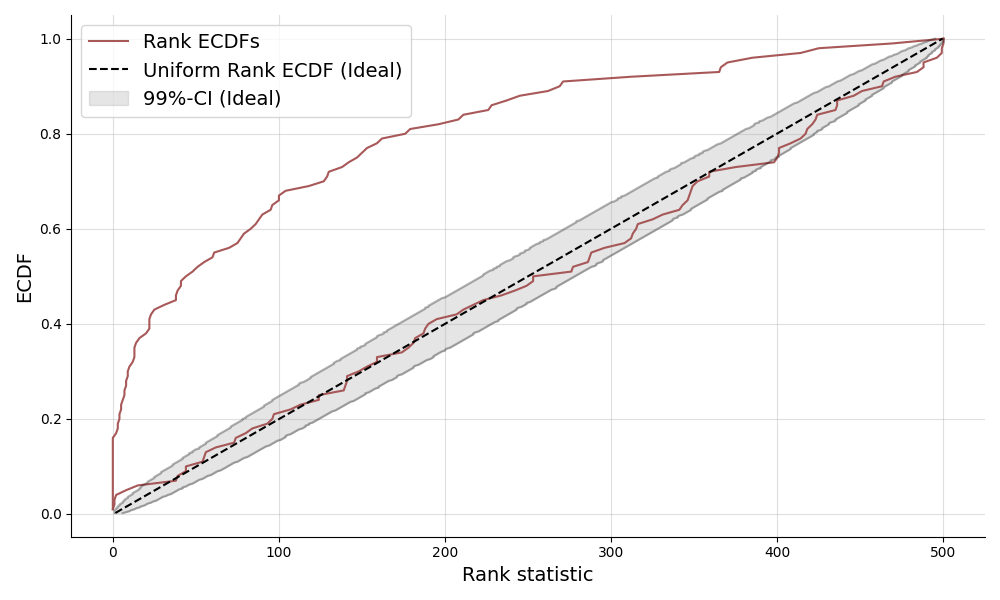 Rank ECDFs
Uniform Rank ECDF (Ideal)
99%-CI (Ideal)
1.0
0.8
0.6
0.4
0.2
0.0
ECDF
0 100 200 300 400 500
Rank statistic